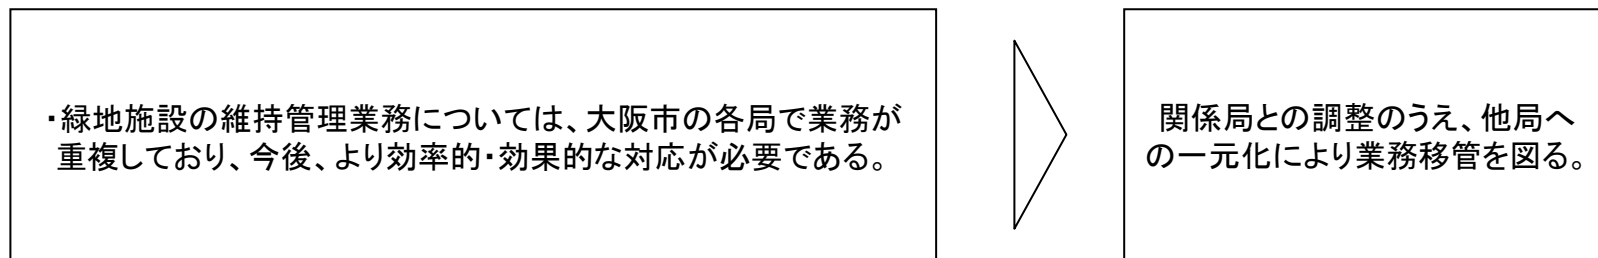 ・緑地施設の維持管理業務については、大阪市の各局で業務が
重複しており、今後、より効率的・効果的な対応が必要である。
関係局との調整のうえ、他局へ
の一元化により業務移管を図る。